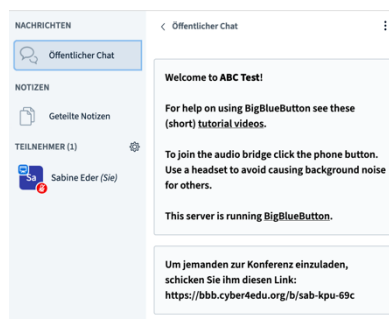 NACHRICHTEN
Öffentlicher Chat
NOTIZEN
Geteilte Notizen
TEILNEHMER (1)
Sa
Sabine Eder (Sie)
Öffentlicher Chat
Welcome to ABC Test!
For help on using BigBlueButton see these
(short) tutorial videos.
To join the audio bridge click the phone button.
Use a headset to avoid causing background noise
for others.
This server is running BigBlueButton.
Um jemanden zur Konferenz einzuladen,
schicken Sie ihm diesen Link:
https://bbb.cyber4edu.org/b/sab-kpu-69c